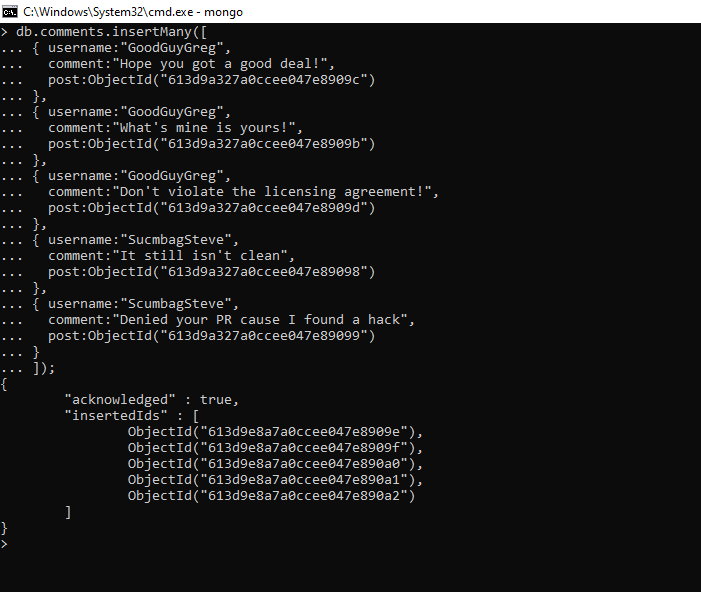 C:\Windows\System32\cmd.exe - mongo
> db.comments.insertMany([
... { username:"GoodGuyGreg",
...   comment:"Hope you got a good deal!",
...   post:ObjectId("613d9a327a0ccee047e8909c")
... },
... { username:"GoodGuyGreg",
...   comment:"What's mine is yours!",
...   post:ObjectId("613d9a327a0ccee047e8909b")
... },
... { username:"GoodGuyGreg",
...   comment:"Don't violate the licensing agreement!",
...   post:ObjectId("613d9a327a0ccee047e8909d")
... },
... { username:"SucmbagSteve",
...   comment:"It still isn't clean",
...   post:ObjectId("613d9a327a0ccee047e89098")
... },
... { username:"ScumbagSteve",
...   comment:"Denied your PR cause I found a hack",
...   post:ObjectId("613d9a327a0ccee047e89099")
... }
... ]);
{
        "acknowledged" : true,
        "insertedIds" : [
                ObjectId("613d9e8a7a0ccee047e8909e"),
                ObjectId("613d9e8a7a0ccee047e8909f"),
                ObjectId("613d9e8a7a0ccee047e890a0"),
                ObjectId("613d9e8a7a0ccee047e890a1"),
                ObjectId("613d9e8a7a0ccee047e890a2")
        ]
}
>